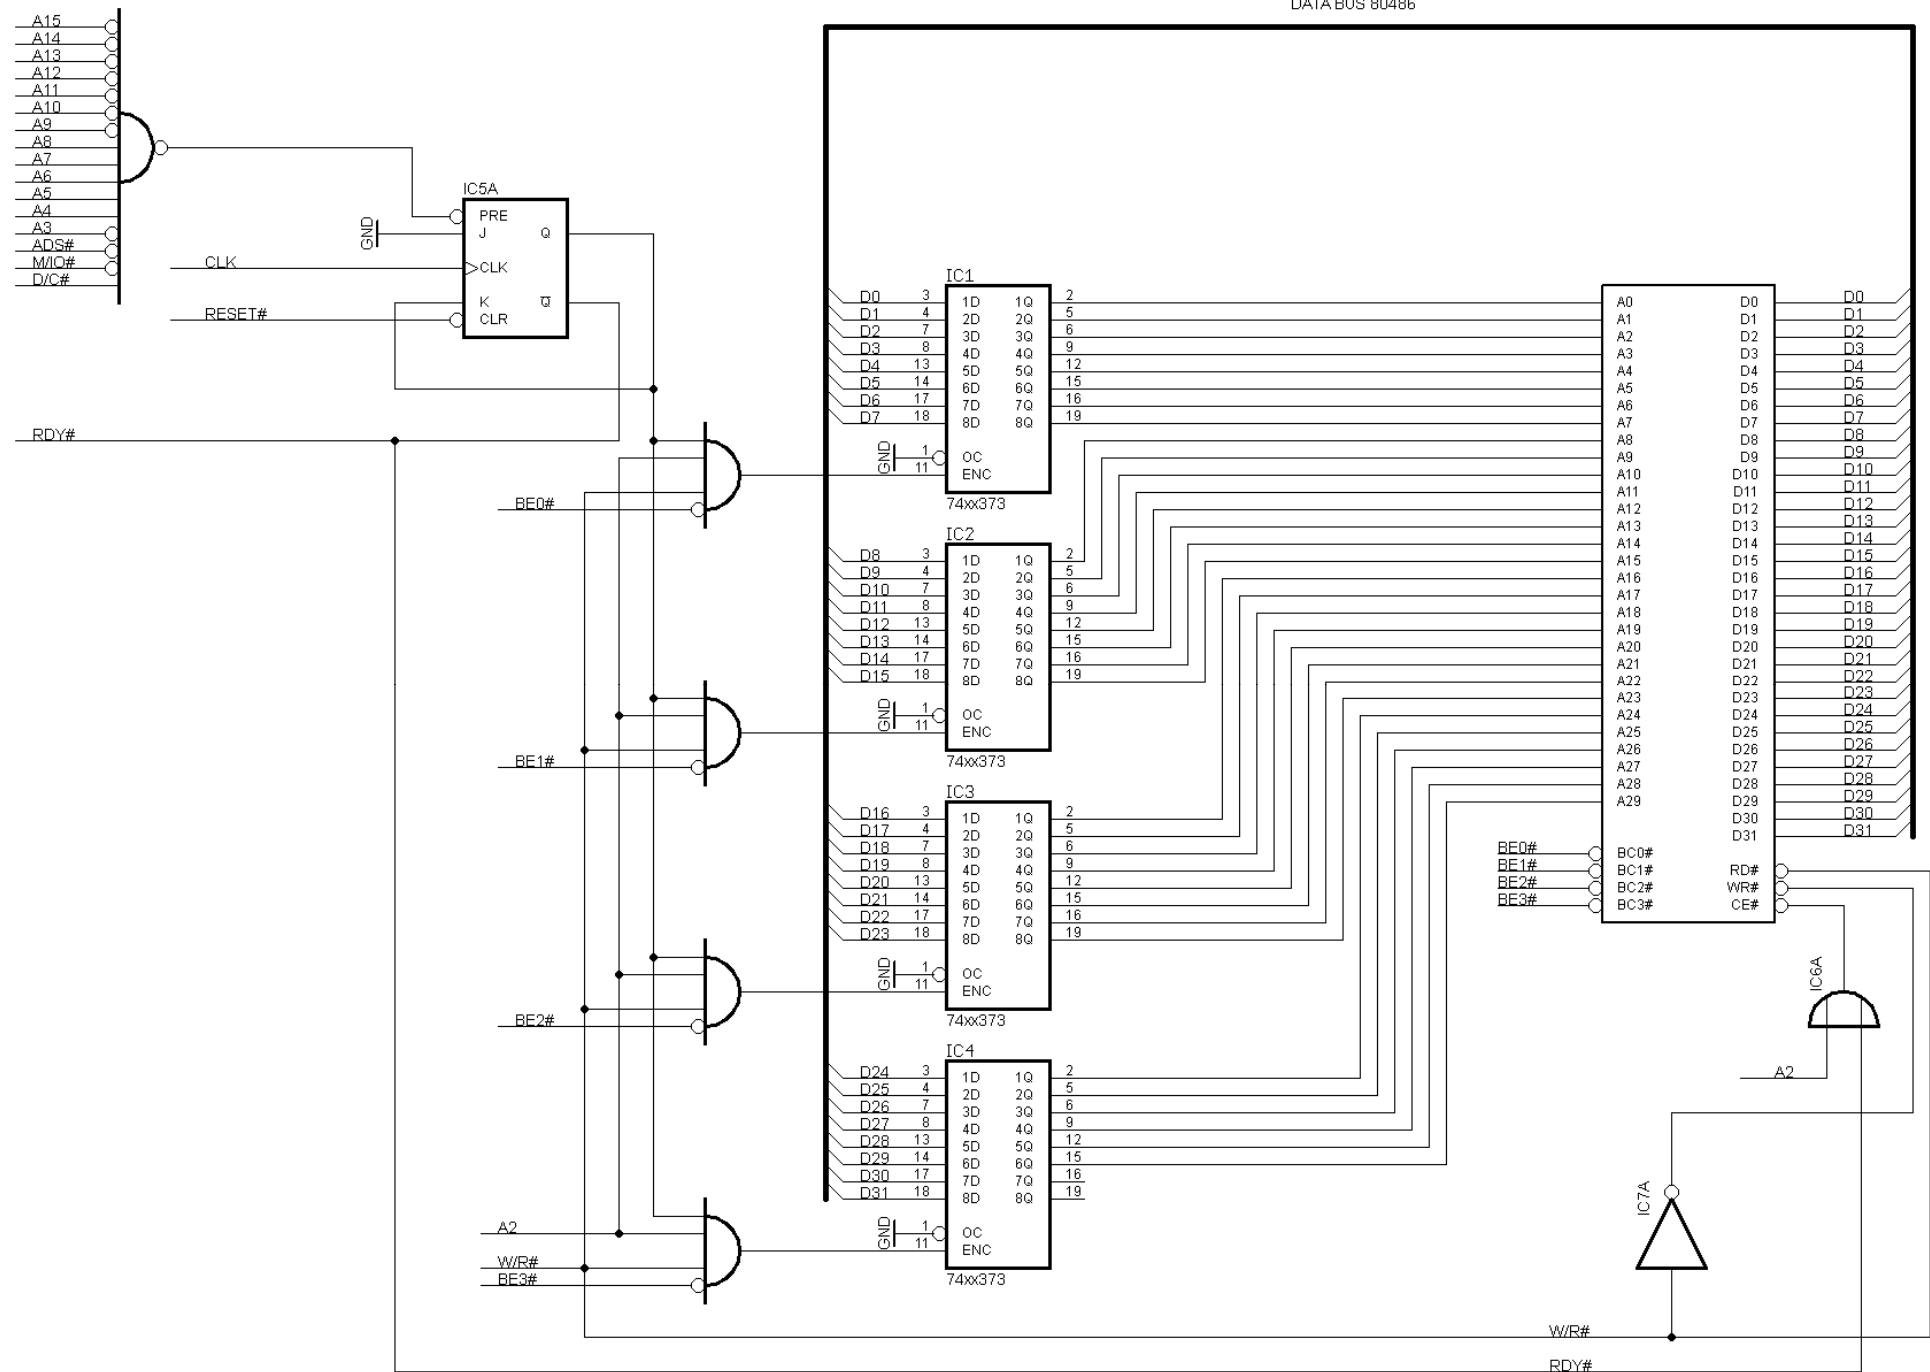 DATA BUS 80486
A15
A14
A13
A12
A11
A10
A9
A8
A7
A6
A5
A4
A3
ADS#
M/IO#
D/C#
IC5A
PRE
GND
J Q
CLK
CLK
K Q
RESET#
CLR
RDY#
BE0#
BE1#
BE2#
A2
W/R#
BE3#
IC1
D0 3 1D 1Q 2
D1 4 2D 2Q 5
D2 7 3D 3Q 6
D3 8 4D 4Q 9
D4 13 5D 5Q 12
D5 14 6D 6Q 15
D6 17 7D 7Q 16
D7 18 8D 8Q 19
GND 1 OC
11 ENC
74xx373
IC2
D8 3 1D 1Q 2
D9 4 2D 2Q 5
D10 7 3D 3Q 6
D11 8 4D 4Q 9
D12 13 5D 5Q 12
D13 14 6D 6Q 15
D14 17 7D 7Q 16
D15 18 8D 8Q 19
GND 1 OC
11 ENC
74xx373
IC3
D16 3 1D 1Q 2
D17 4 2D 2Q 5
D18 7 3D 3Q 6
D19 8 4D 4Q 9
D20 13 5D 5Q 12
D21 14 6D 6Q 15
D22 17 7D 7Q 16
D23 18 8D 8Q 19
GND 1 OC
11 ENC
74xx373
IC4
D24 3 1D 1Q 2
D25 4 2D 2Q 5
D26 7 3D 3Q 6
D27 8 4D 4Q 9
D28 13 5D 5Q 12
D29 14 6D 6Q 15
D30 17 7D 7Q 16
D31 18 8D 8Q 19
GND 1 OC
11 ENC
74xx373
A0 D0 D0
A1 D1 D1
A2 D2 D2
A3 D3 D3
A4 D4 D4
A5 D5 D5
A6 D6 D6
A7 D7 D7
A8 D8 D8
A9 D9 D9
A10 D10 D10
A11 D11 D11
A12 D12 D12
A13 D13 D13
A14 D14 D14
A15 D15 D15
A16 D16 D16
A17 D17 D17
A18 D18 D18
A19 D19 D19
A20 D20 D20
A21 D21 D21
A22 D22 D22
A23 D23 D23
A24 D24 D24
A25 D25 D25
A26 D26 D26
A27 D27 D27
A28 D28 D28
A29 D29 D29
D30 D30
D31 D31
BE0# BC0#
BE1# BC1# RD#
BE2# BC2# WR#
BE3# BC3# CE#
IC6A
A2
IC7A
W/R#
RDY#